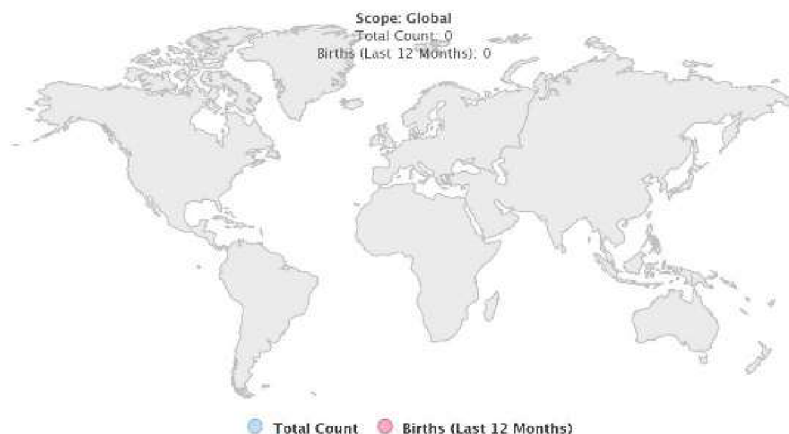 Scope: Global
Total Count: 0
Births (Last 12 Months): 0
Total Count
Births (Last 12 Months)